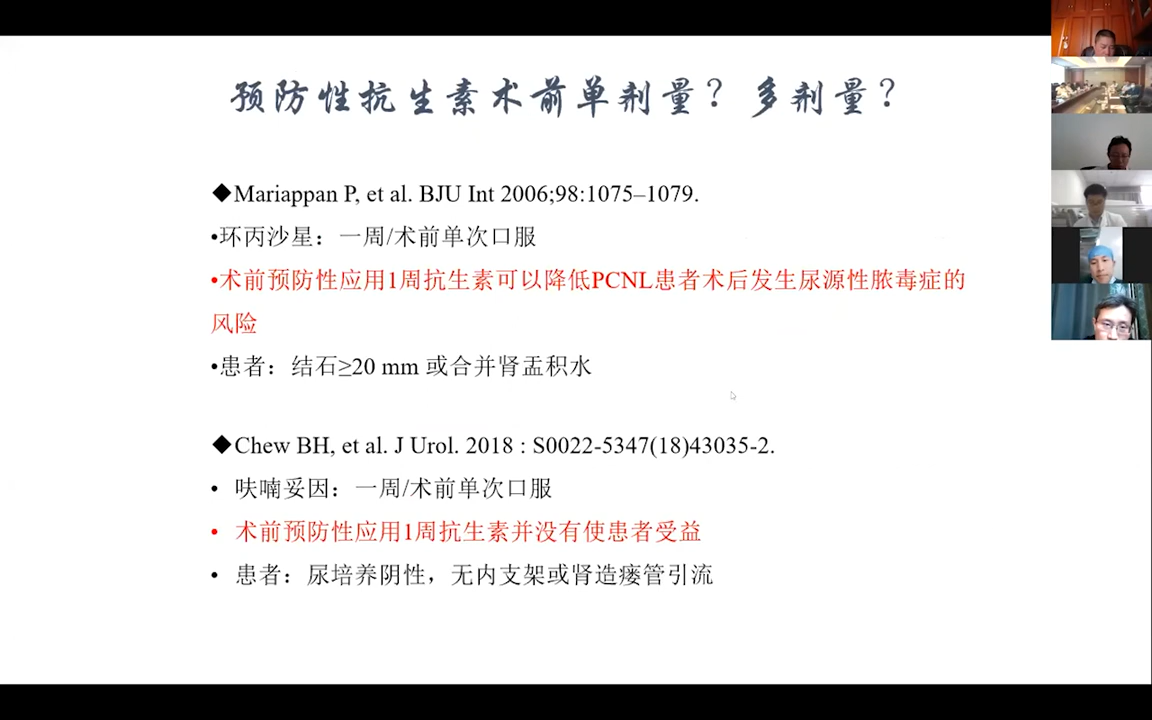 预防性抗生素术前单剂量？多剂量？
◆Mariappan P, et al. BJU Int 2006;98:1075–1079.
•环丙沙星：一周/术前单次口服
•术前预防性应用1周抗生素可以降低PCNL患者术后发生尿源性脓毒症的
风险
•患者：结石≥20 mm 或合并肾盂积水
◆Chew BH, et al. J Urol. 2018 : S0022-5347(18)43035-2.
• 呋喃妥因：一周/术前单次口服
• 术前预防性应用1周抗生素并没有使患者受益
• 患者：尿培养阴性，无内支架或肾造瘘管引流